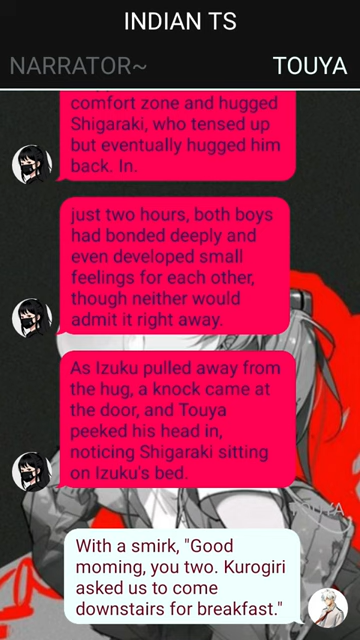 INDIAN TS
NARRATOR~ TOUYA
comfort zone and hugged
Shigaraki, who tensed up
but eventually hugged him
back. In.
just two hours, both boys
had bonded deeply and
even developed small
feelings for each other,
though neither would
admit it right away.
As Izuku pulled away from
the hug, a knock came at
the door, and Touya
peeked his head in,
noticing Shigaraki sitting
on Izuku's bed.
With a smirk, "Good
morning, you two. Kurogiri
asked us to come
downstairs for breakfast."